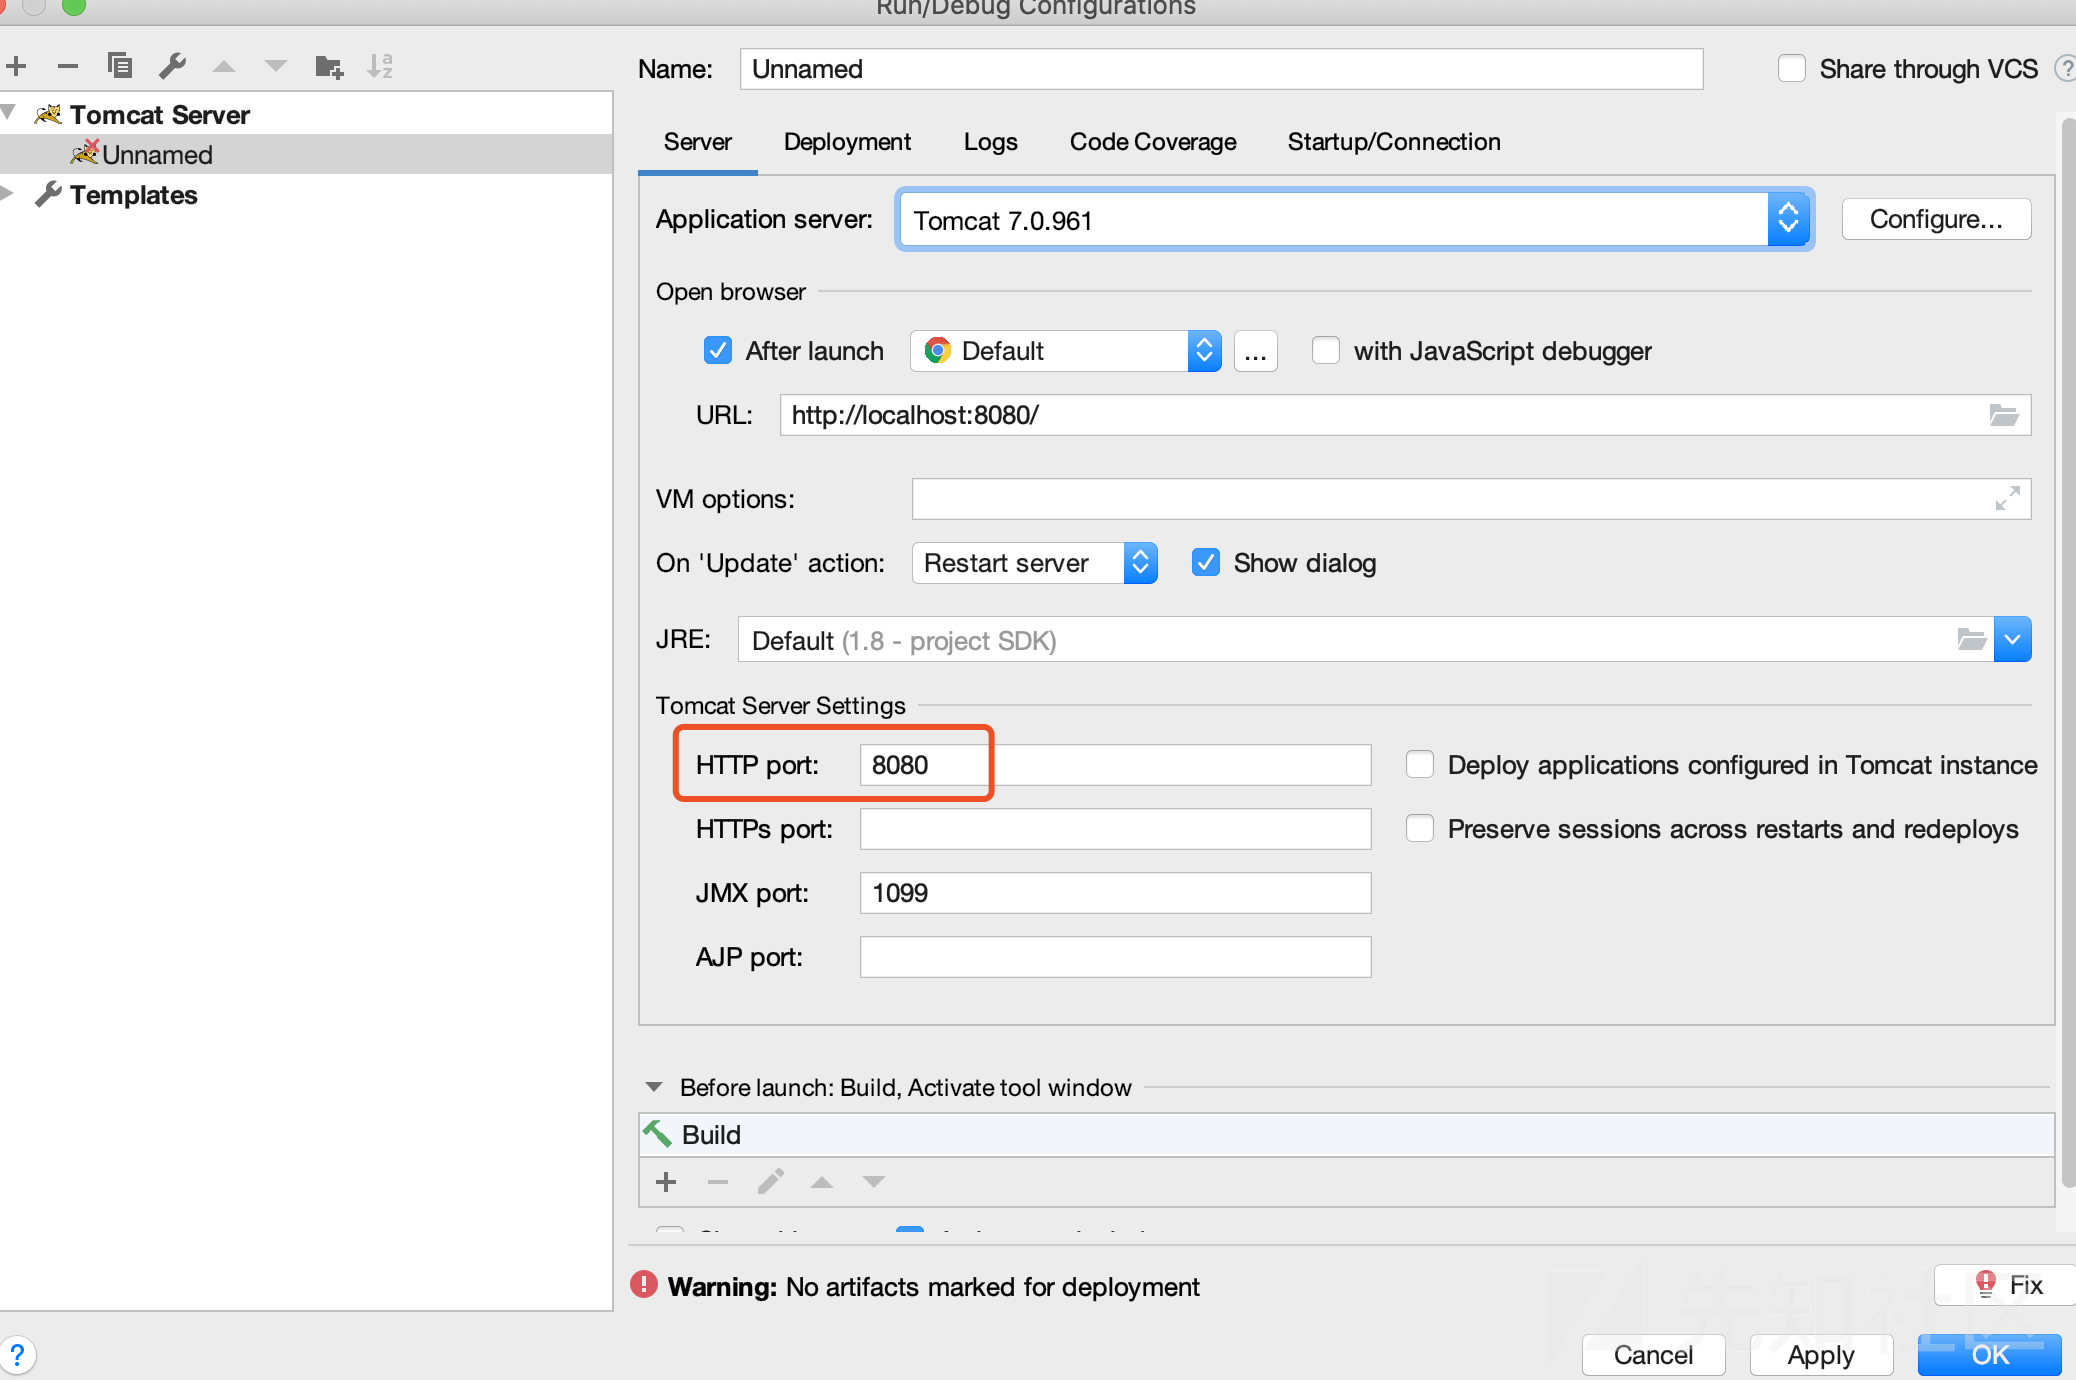 Run/Debug Configurations
Name: Unnamed
Share through VCS ?
Tomcat Server
Unnamed
Templates
Server Deployment Logs Code Coverage Startup/Connection
Application server: Tomcat 7.0.961 Configure...
Open browser
After launch Default ... with JavaScript debugger
URL: http://localhost:8080/
VM options:
On 'Update' action: Restart server Show dialog
JRE: Default (1.8 - project SDK)
Tomcat Server Settings
HTTP port: 8080 Deploy applications configured in Tomcat instance
HTTPs port: Preserve sessions across restarts and redeploys
JMX port: 1099
AJP port:
Before launch: Build, Activate tool window
Build
Warning: No artifacts marked for deployment
Fix
先知社区
? Cancel Apply OK